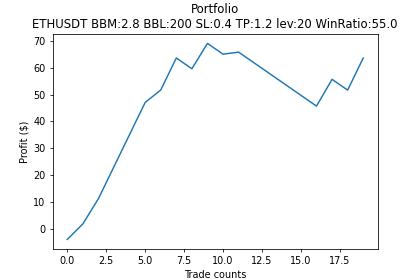 Portfolio
ETHUSDT BBM:2.8 BBL:200 SL:0.4 TP:1.2 lev:20 WinRatio:55.0
70
60
50
40
30
20
10
0
Profit ($)
0.0 2.5 5.0 7.5 10.0 12.5 15.0 17.5
Trade counts